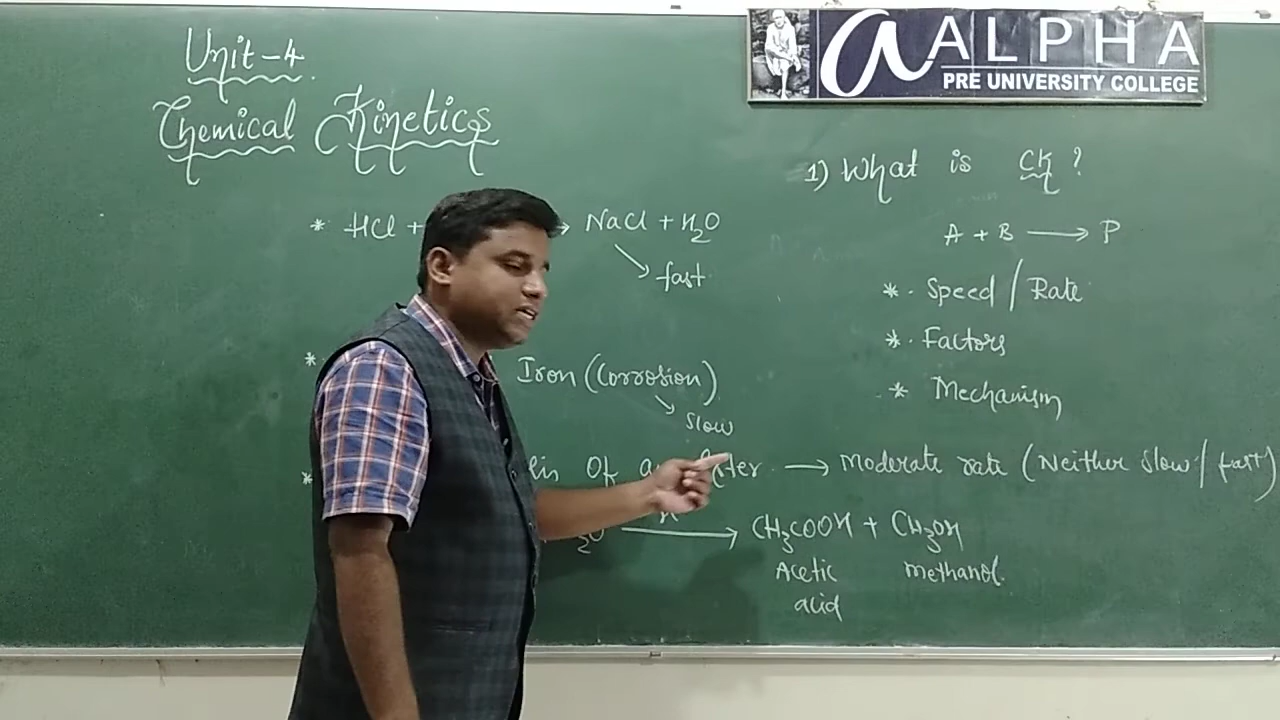 Unit-4.
Chemical Kinetics
* HCl + → NaCl + H₂O
fast
* Iron (Corrosion)
slow
* Of → Moderate rate (Neither slow/fast)
→ CH₃COOH + CH₃OH
Acetic acid
Methanol
ALPHA
PRE UNIVERSITY COLLEGE
1) What is CK?
A + B → P
*. Speed / Rate
*. Factors
* Mechanism